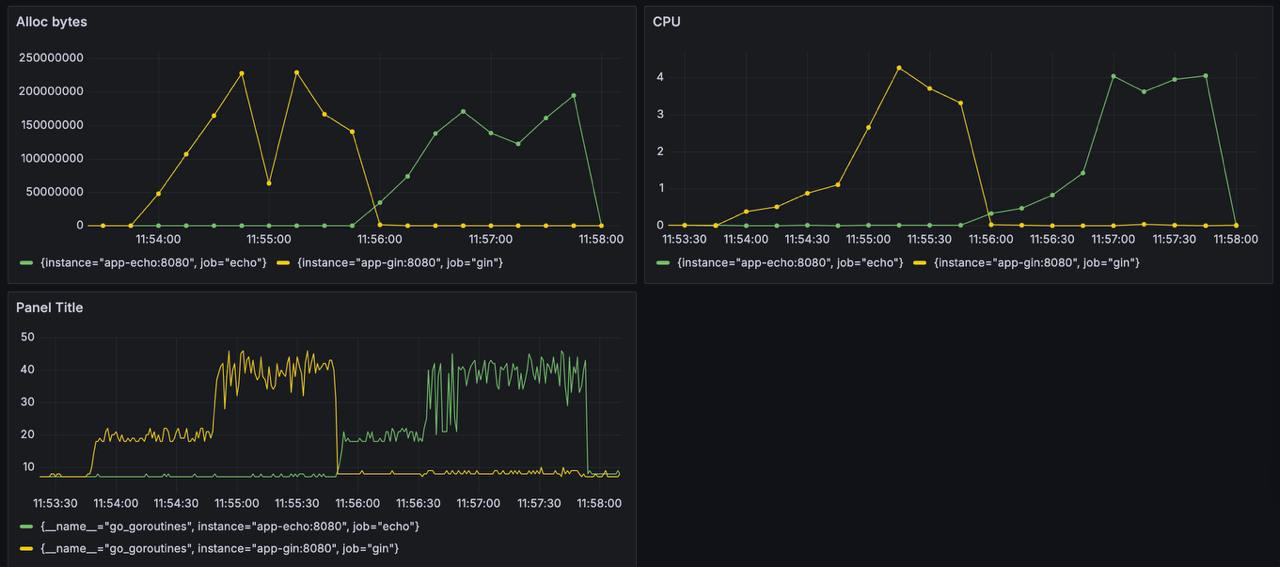 Alloc bytes
250000000
200000000
150000000
100000000
50000000
0
11:54:00 11:55:00 11:56:00 11:57:00 11:58:00
{instance="app-echo:8080", job="echo"} {instance="app-gin:8080", job="gin"}
CPU
4
3
2
1
0
11:53:30 11:54:00 11:54:30 11:55:00 11:55:30 11:56:00 11:56:30 11:57:00 11:57:30 11:58:00
{instance="app-echo:8080", job="echo"} {instance="app-gin:8080", job="gin"}
Panel Title
50
40
30
20
10
11:53:30 11:54:00 11:54:30 11:55:00 11:55:30 11:56:00 11:56:30 11:57:00 11:57:30 11:58:00
{__name__="go_goroutines", instance="app-echo:8080", job="echo"}
{__name__="go_goroutines", instance="app-gin:8080", job="gin"}